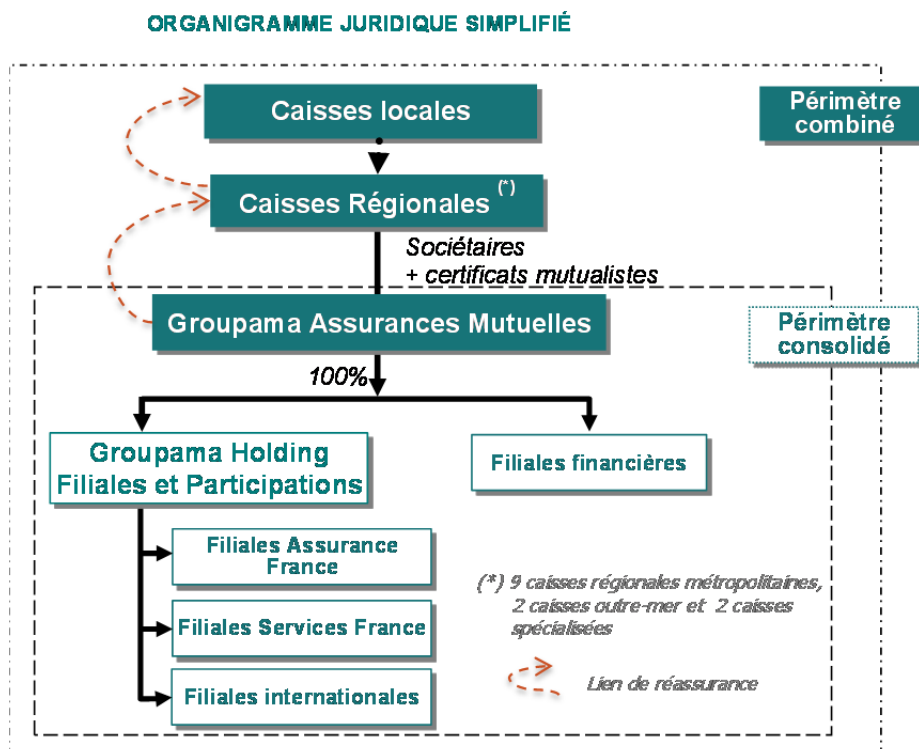 ORGANIGRAMME JURIDIQUE SIMPLIFIÉ
Caisses locales
Périmètre
combiné
Caisses Régionales (*)
Sociétaires
+ certificats mutualistes
Groupama Assurances Mutuelles
Périmètre
consolidé
100%
Groupama Holding
Filiales et Participations
Filiales financières
Filiales Assurance
France
(*) 9 caisses régionales métropolitaines,
2 caisses outre-mer et 2 caisses
spécialisées
Filiales Services France
Filiales internationales
Lien de réassurance